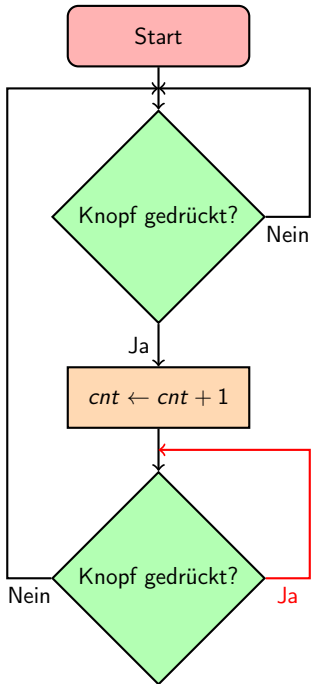 Start
Knopf gedrückt?
Nein
Ja
cnt ← cnt + 1
Knopf gedrückt?
Nein
Ja